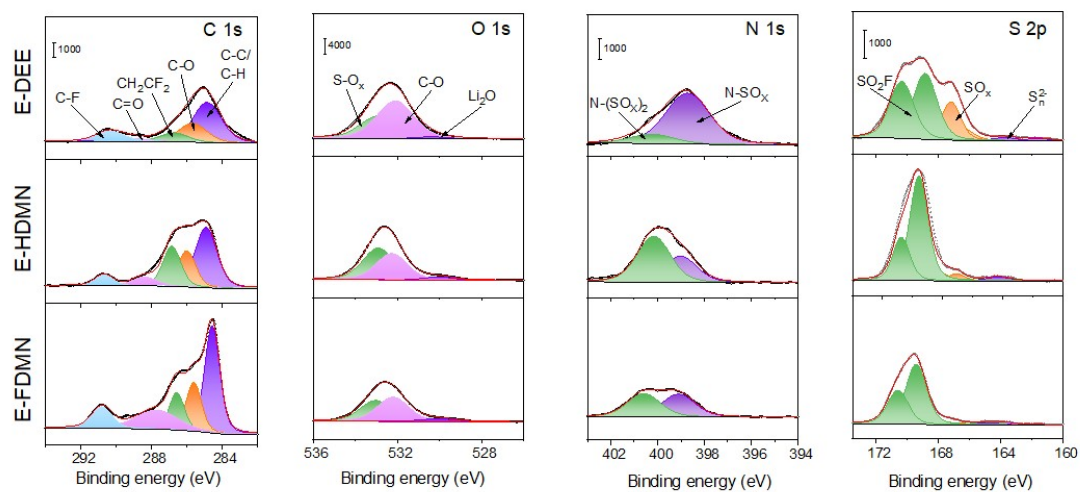 C 1s
O 1s
N 1s
S 2p
E-DEE
1000
C-F
C=O
CH₂CF₂
C-O
C-C/
C-H
4000
S-Oₓ
C-O
Li₂O
1000
N-(SOₓ)₂
N-SOₓ
1000
SO₂F
SOₓ
Sₙ²⁻
E-HDMN
E-FDMN
292 288 284
536 532 528
402 400 398 396 394
172 168 164 160
Binding energy (eV)
Binding energy (eV)
Binding energy (eV)
Binding energy (eV)